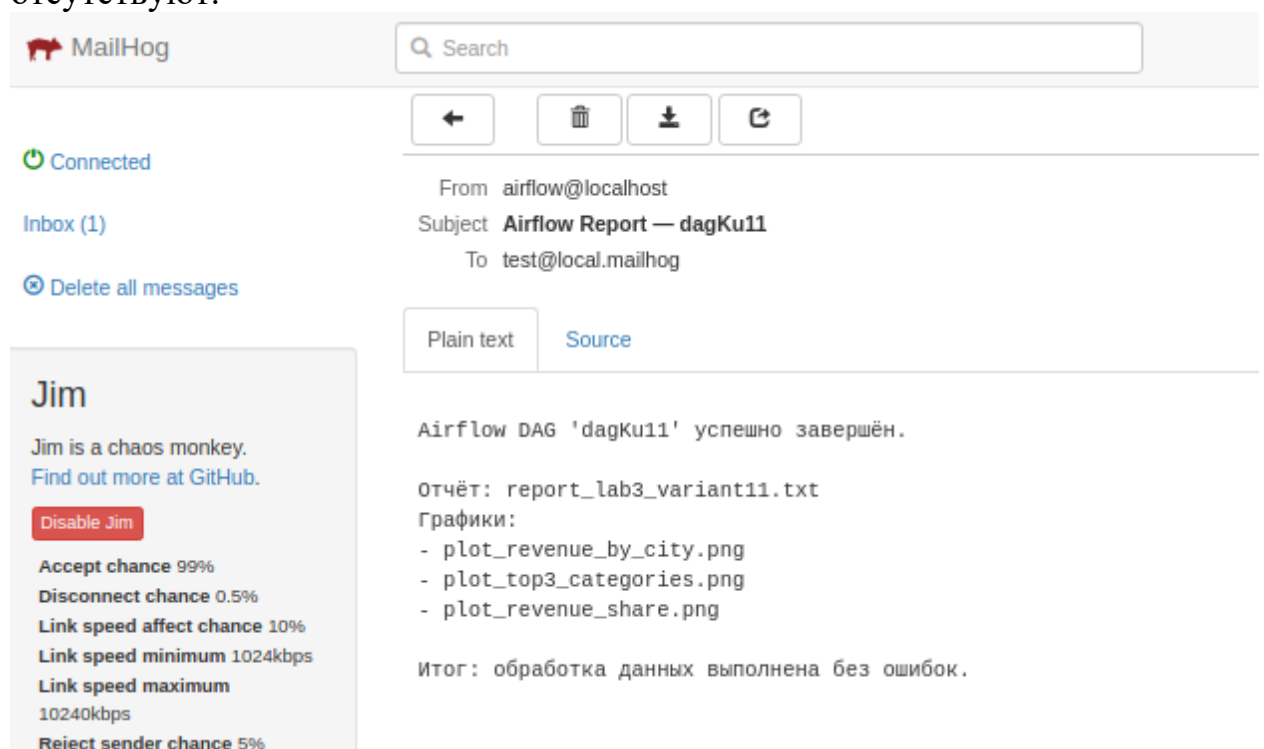 отсутствуют.
MailHog
Search
Connected
Inbox (1)
Delete all messages
From airflow@localhost
Subject Airflow Report — dagKu11
To test@local.mailhog
Plain text Source
Jim
Jim is a chaos monkey.
Find out more at GitHub.
Disable Jim
Accept chance 99%
Disconnect chance 0.5%
Link speed affect chance 10%
Link speed minimum 1024kbps
Link speed maximum
10240kbps
Reject sender chance 5%
Airflow DAG 'dagKu11' успешно завершён.
Отчёт: report_lab3_variant11.txt
Графики:
- plot_revenue_by_city.png
- plot_top3_categories.png
- plot_revenue_share.png
Итог: обработка данных выполнена без ошибок.